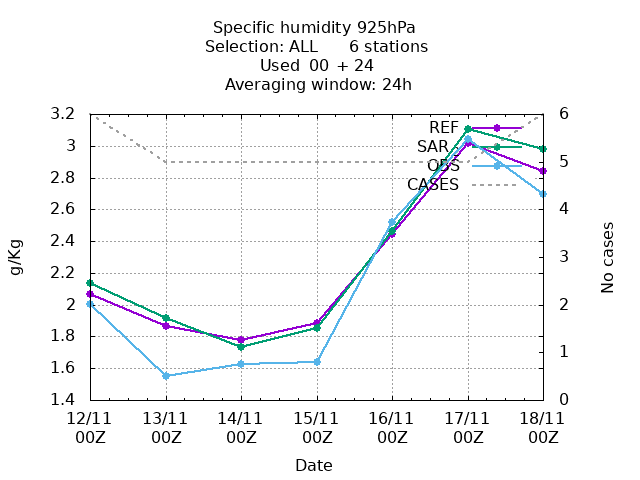 Specific humidity 925hPa
Selection: ALL 6 stations
Used 00 + 24
Averaging window: 24h
3.2
3
2.8
2.6
2.4
2.2
2
1.8
1.6
1.4
g/Kg
6
5
4
3
2
1
0
No cases
REF
SAR
OBS
CASES
12/11 13/11 14/11 15/11 16/11 17/11 18/11
00Z 00Z 00Z 00Z 00Z 00Z 00Z
Date